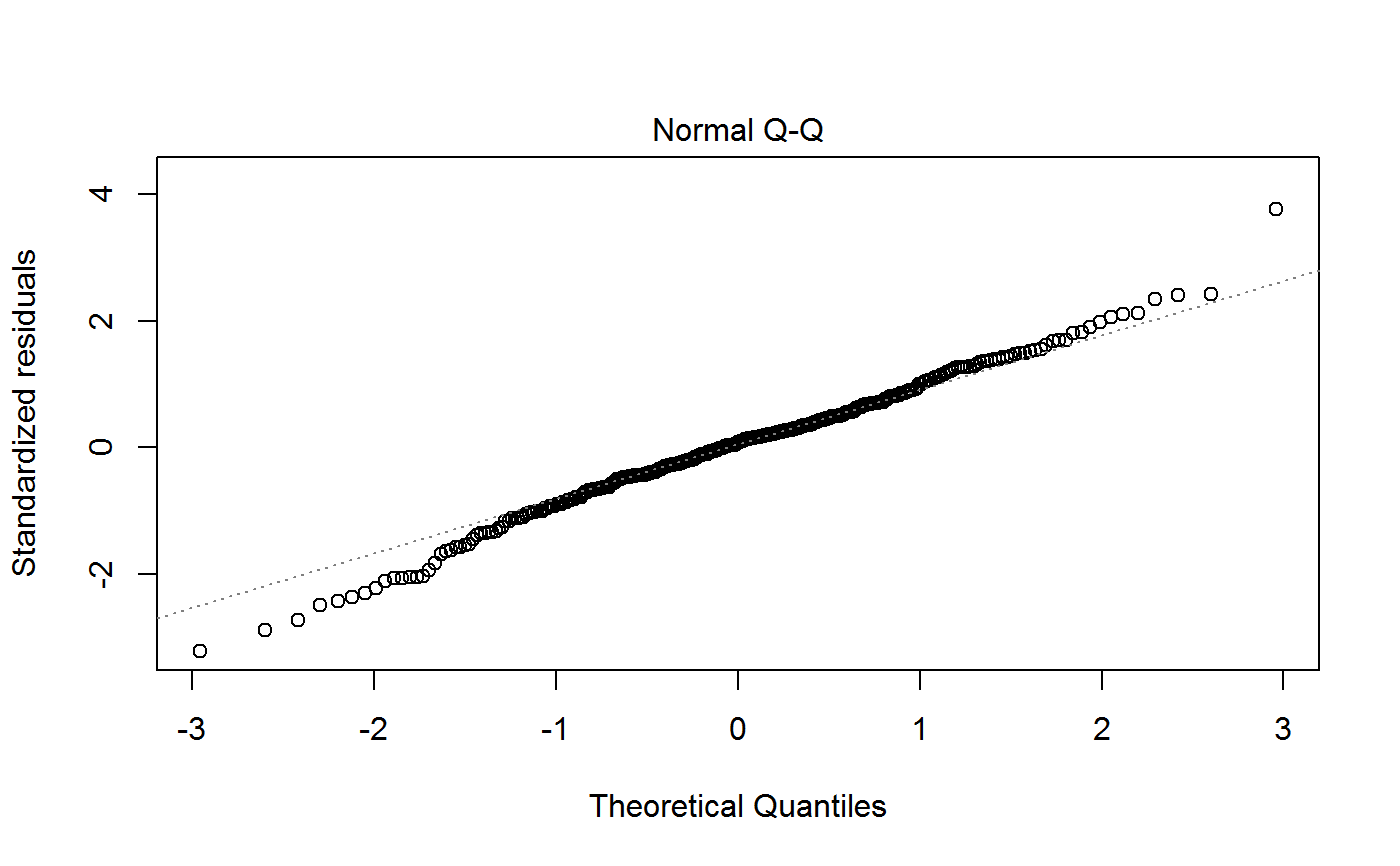 Normal Q-Q
Standardized residuals
4
2
0
-2
-3 -2 -1 0 1 2 3
Theoretical Quantiles